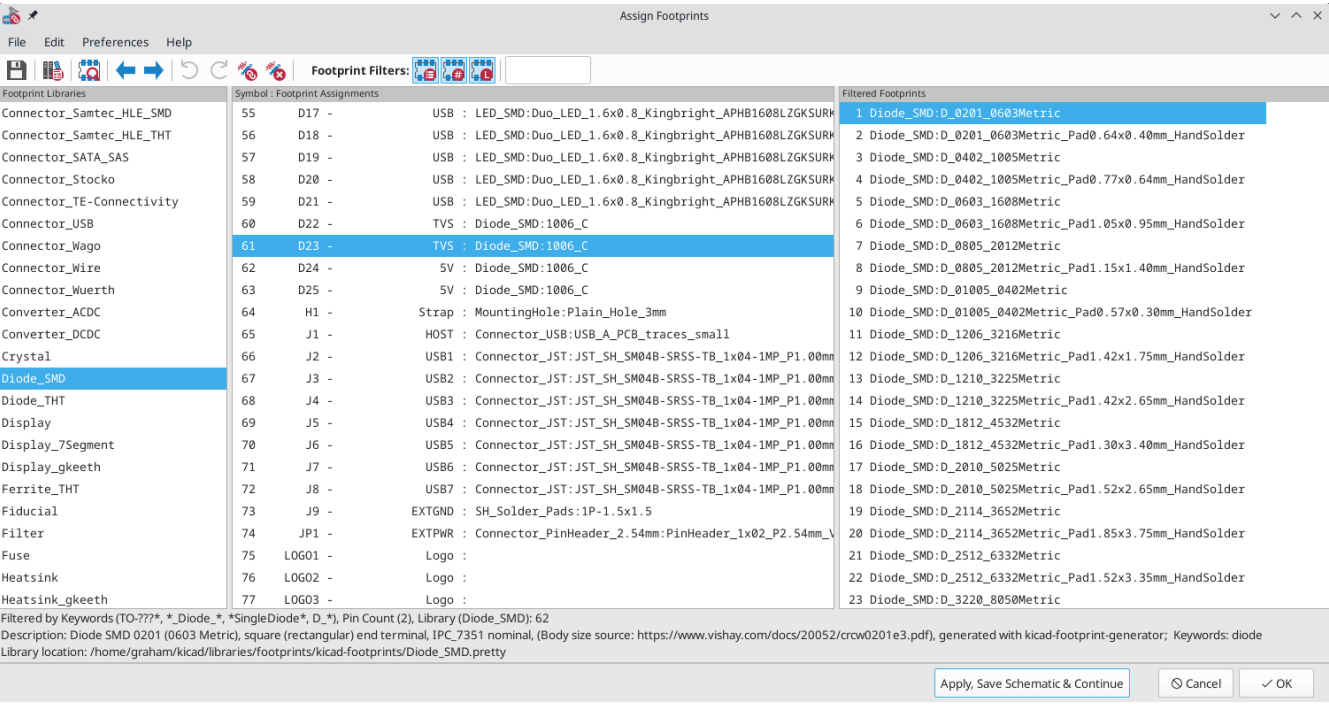 Assign Footprints
File Edit Preferences Help
Footprint Filters:
Footprint Libraries
Connector_Samtec_HLE_SMD
Connector_Samtec_HLE_THT
Connector_SATA_SAS
Connector_Stocko
Connector_TE-Connectivity
Connector_USB
Connector_Wago
Connector_Wire
Connector_Wuerth
Converter_ACDC
Converter_DCDC
Crystal
Diode_SMD
Diode_THT
Display
Display_7Segment
Display_gkeeth
Ferrite_THT
Fiducial
Filter
Fuse
Heatsink
Heatsink_gkeeth
Symbol : Footprint Assignments
55 D17 - USB : LED_SMD:Duo_LED_1.6x0.8_Kingbright_APHB1608LZGKSURK
56 D18 - USB : LED_SMD:Duo_LED_1.6x0.8_Kingbright_APHB1608LZGKSURK
57 D19 - USB : LED_SMD:Duo_LED_1.6x0.8_Kingbright_APHB1608LZGKSURK
58 D20 - USB : LED_SMD:Duo_LED_1.6x0.8_Kingbright_APHB1608LZGKSURK
59 D21 - USB : LED_SMD:Duo_LED_1.6x0.8_Kingbright_APHB1608LZGKSURK
60 D22 - TVS : Diode_SMD:1006_C
61 D23 - TVS : Diode_SMD:1006_C
62 D24 - 5V : Diode_SMD:1006_C
63 D25 - 5V : Diode_SMD:1006_C
64 H1 - Strap : MountingHole:Plain_Hole_3mm
65 J1 - HOST : Connector_USB:USB_A_PCB_traces_small
66 J2 - USB1 : Connector_JST:JST_SH_SM04B-SRSS-TB_1x04-1MP_P1.00mm
67 J3 - USB2 : Connector_JST:JST_SH_SM04B-SRSS-TB_1x04-1MP_P1.00mm
68 J4 - USB3 : Connector_JST:JST_SH_SM04B-SRSS-TB_1x04-1MP_P1.00mm
69 J5 - USB4 : Connector_JST:JST_SH_SM04B-SRSS-TB_1x04-1MP_P1.00mm
70 J6 - USB5 : Connector_JST:JST_SH_SM04B-SRSS-TB_1x04-1MP_P1.00mm
71 J7 - USB6 : Connector_JST:JST_SH_SM04B-SRSS-TB_1x04-1MP_P1.00mm
72 J8 - USB7 : Connector_JST:JST_SH_SM04B-SRSS-TB_1x04-1MP_P1.00mm
73 J9 - EXTGND : SH_Solder_Pads:1P-1.5x1.5
74 JP1 - EXTPWR : Connector_PinHeader_2.54mm:PinHeader_1x02_P2.54mm_V
75 LOGO1 - Logo :
76 LOGO2 - Logo :
77 LOGO3 - Logo :
Filtered Footprints
1 Diode_SMD:D_0201_0603Metric
2 Diode_SMD:D_0201_0603Metric_Pad0.64x0.40mm_HandSolder
3 Diode_SMD:D_0402_1005Metric
4 Diode_SMD:D_0402_1005Metric_Pad0.77x0.64mm_HandSolder
5 Diode_SMD:D_0603_1608Metric
6 Diode_SMD:D_0603_1608Metric_Pad1.05x0.95mm_HandSolder
7 Diode_SMD:D_0805_2012Metric
8 Diode_SMD:D_0805_2012Metric_Pad1.15x1.40mm_HandSolder
9 Diode_SMD:D_01005_0402Metric
10 Diode_SMD:D_01005_0402Metric_Pad0.57x0.30mm_HandSolder
11 Diode_SMD:D_1206_3216Metric
12 Diode_SMD:D_1206_3216Metric_Pad1.42x1.75mm_HandSolder
13 Diode_SMD:D_1210_3225Metric
14 Diode_SMD:D_1210_3225Metric_Pad1.42x2.65mm_HandSolder
15 Diode_SMD:D_1812_4532Metric
16 Diode_SMD:D_1812_4532Metric_Pad1.30x3.40mm_HandSolder
17 Diode_SMD:D_2010_5025Metric
18 Diode_SMD:D_2010_5025Metric_Pad1.52x2.65mm_HandSolder
19 Diode_SMD:D_2114_3652Metric
20 Diode_SMD:D_2114_3652Metric_Pad1.85x3.75mm_HandSolder
21 Diode_SMD:D_2512_6332Metric
22 Diode_SMD:D_2512_6332Metric_Pad1.52x3.35mm_HandSolder
23 Diode_SMD:D_3220_8050Metric
Filtered by Keywords (TO-???*, *_Diode_*, *SingleDiode*, D_*), Pin Count (2), Library (Diode_SMD): 62
Description: Diode SMD 0201 (0603 Metric), square (rectangular) end terminal, IPC_7351 nominal, (Body size source: https://www.vishay.com/docs/20052/crcw0201e3.pdf), generated with kicad-footprint-generator; Keywords: diode
Library location: /home/graham/kicad/libraries/footprints/kicad-footprints/Diode_SMD.pretty
Apply, Save Schematic & Continue
Cancel
OK